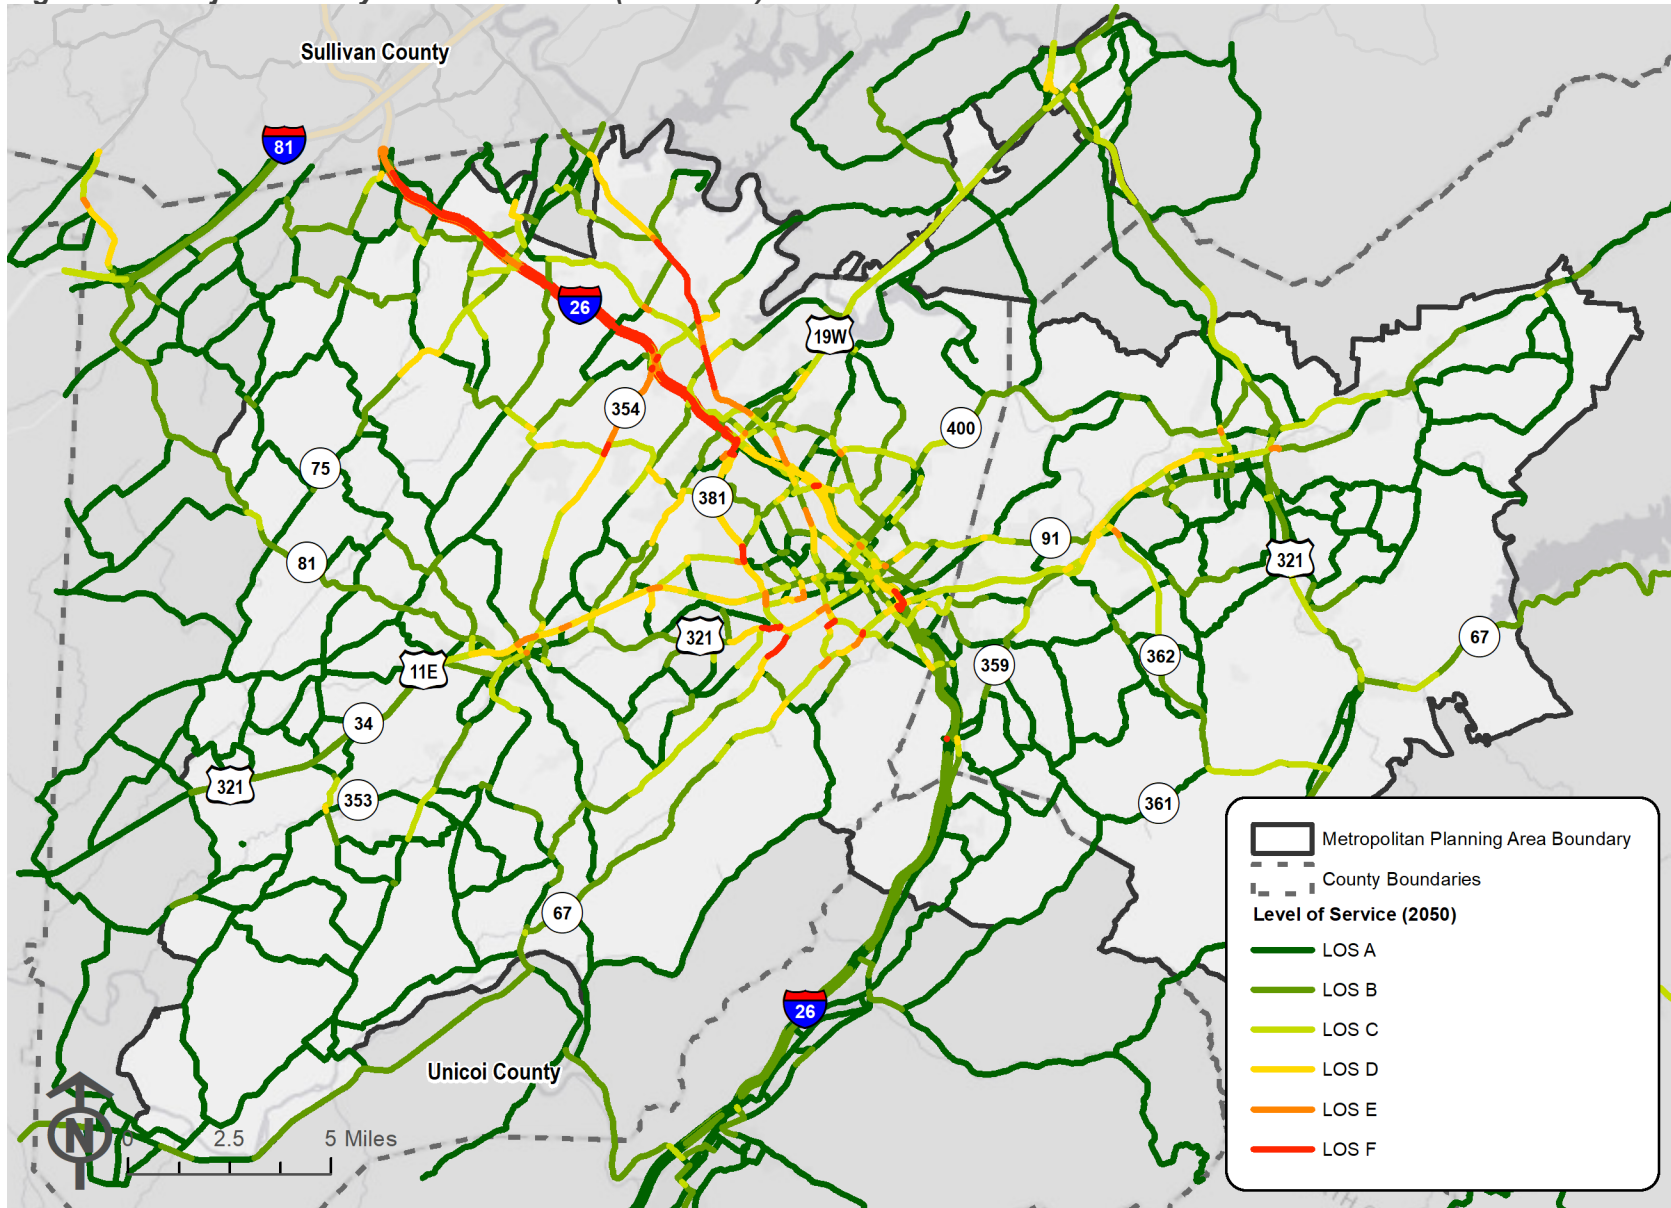 Sullivan County
81
26
19W
354
400
75
381
91
81
321
321
67
359
362
11E
34
321
353
361
67
26
Unicoi County
N
0 2.5 5 Miles
Metropolitan Planning Area Boundary
County Boundaries
Level of Service (2050)
LOS A
LOS B
LOS C
LOS D
LOS E
LOS F